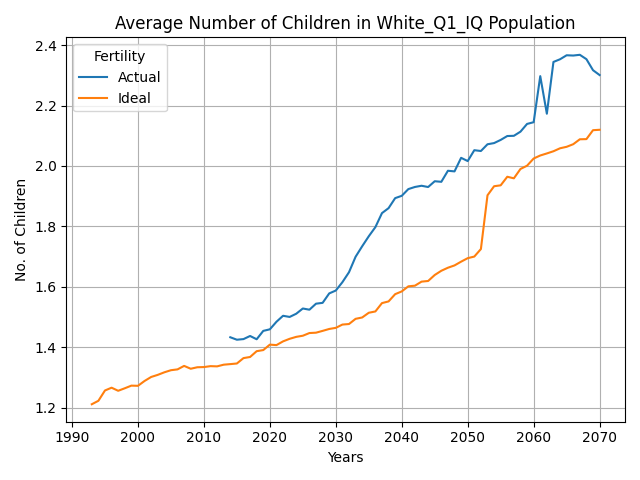 Average Number of Children in White_Q1_IQ Population
Fertility
Actual
Ideal
No. of Children
2.4
2.2
2.0
1.8
1.6
1.4
1.2
1990 2000 2010 2020 2030 2040 2050 2060 2070
Years